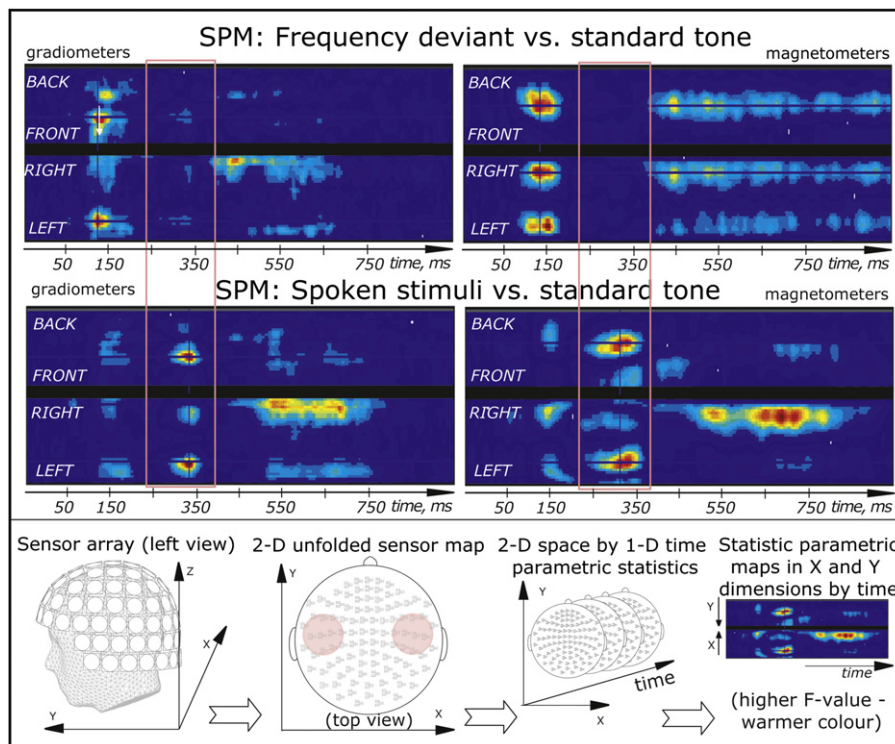 SPM: Frequency deviant vs. standard tone
gradiometers
magnetometers
BACK
FRONT
RIGHT
LEFT
BACK
FRONT
RIGHT
LEFT
50 150 350 550 750 time, ms
50 150 350 550 750 time, ms
SPM: Spoken stimuli vs. standard tone
gradiometers
magnetometers
BACK
FRONT
RIGHT
LEFT
BACK
FRONT
RIGHT
LEFT
50 150 350 550 750 time, ms
50 150 350 550 750 time, ms
Sensor array (left view)
Z
X
Y
2-D unfolded sensor map
Y
(top view)
X
2-D space by 1-D time
parametric statistics
Y
time
X
Statistic parametric
maps in X and Y
dimensions by time
Y
X
time
(higher F-value -
warmer colour)